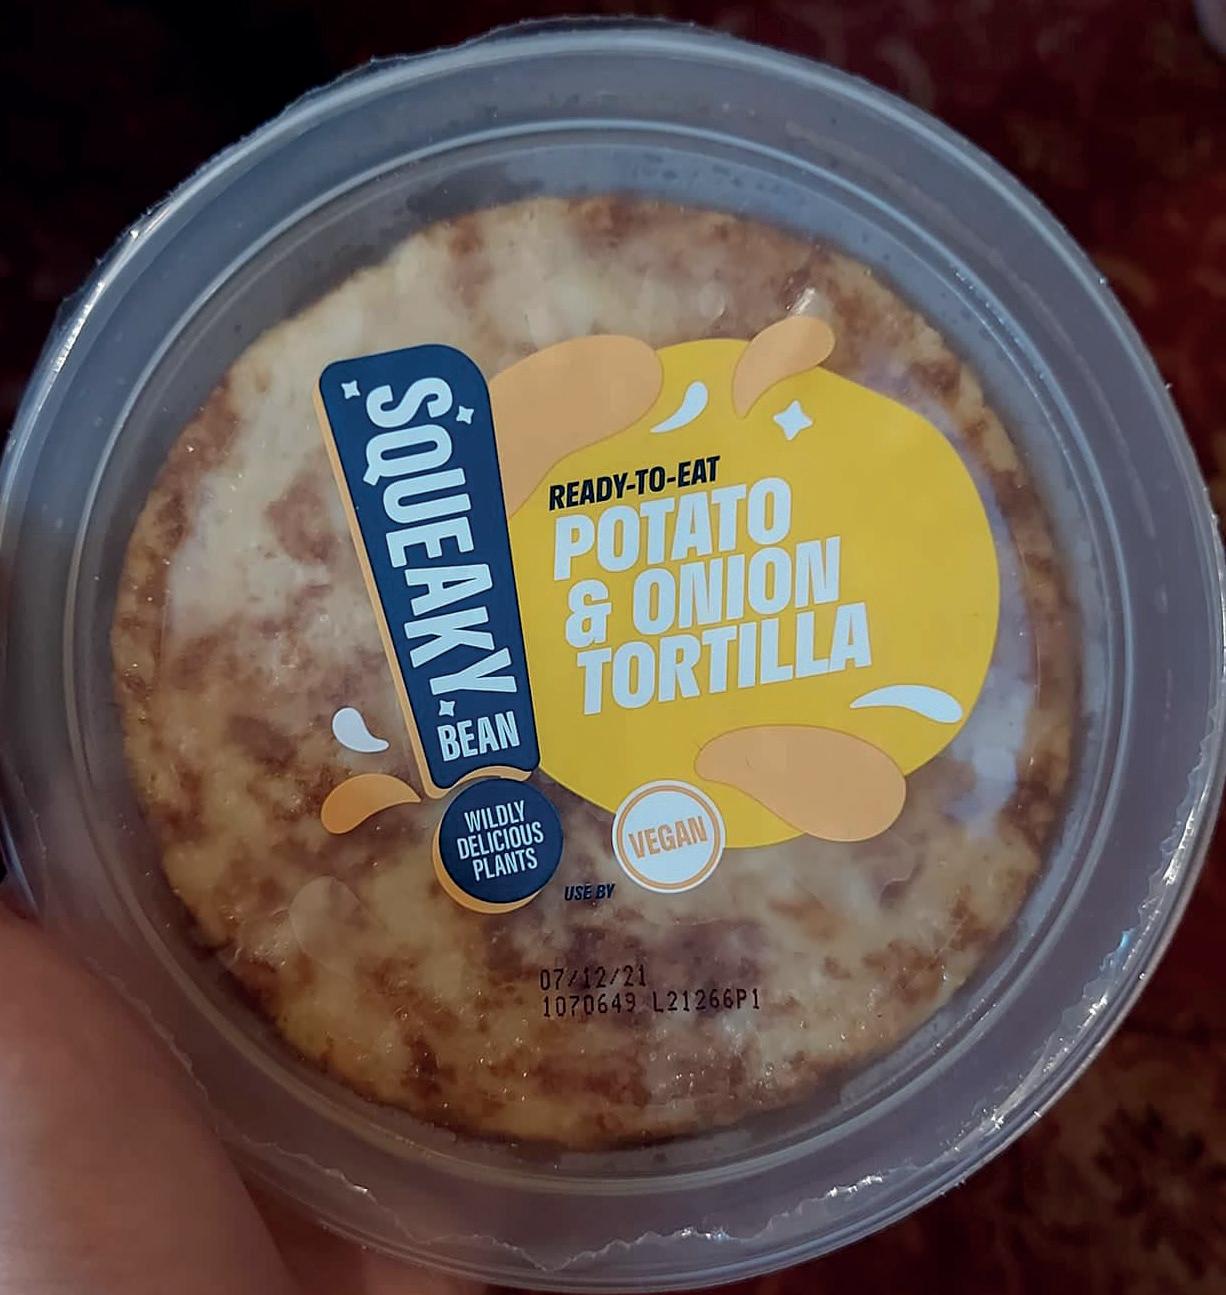 SQUEAKY
BEAN
WILDLY
DELICIOUS
PLANTS
READY-TO-EAT
POTATO
& ONION
TORTILLA
VEGAN
USE BY
07/12/21
1070649 L21266P1